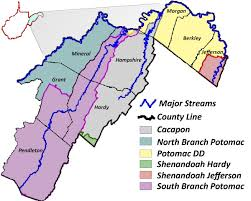 Morgan
Berkley
Jefferson
Mineral
Hampshire
Grant
Hardy
Pendleton
Major Streams
County Line
Cacapon
North Branch Potomac
Potomac DD
Shenandoah Hardy
Shenandoah Jefferson
South Branch Potomac